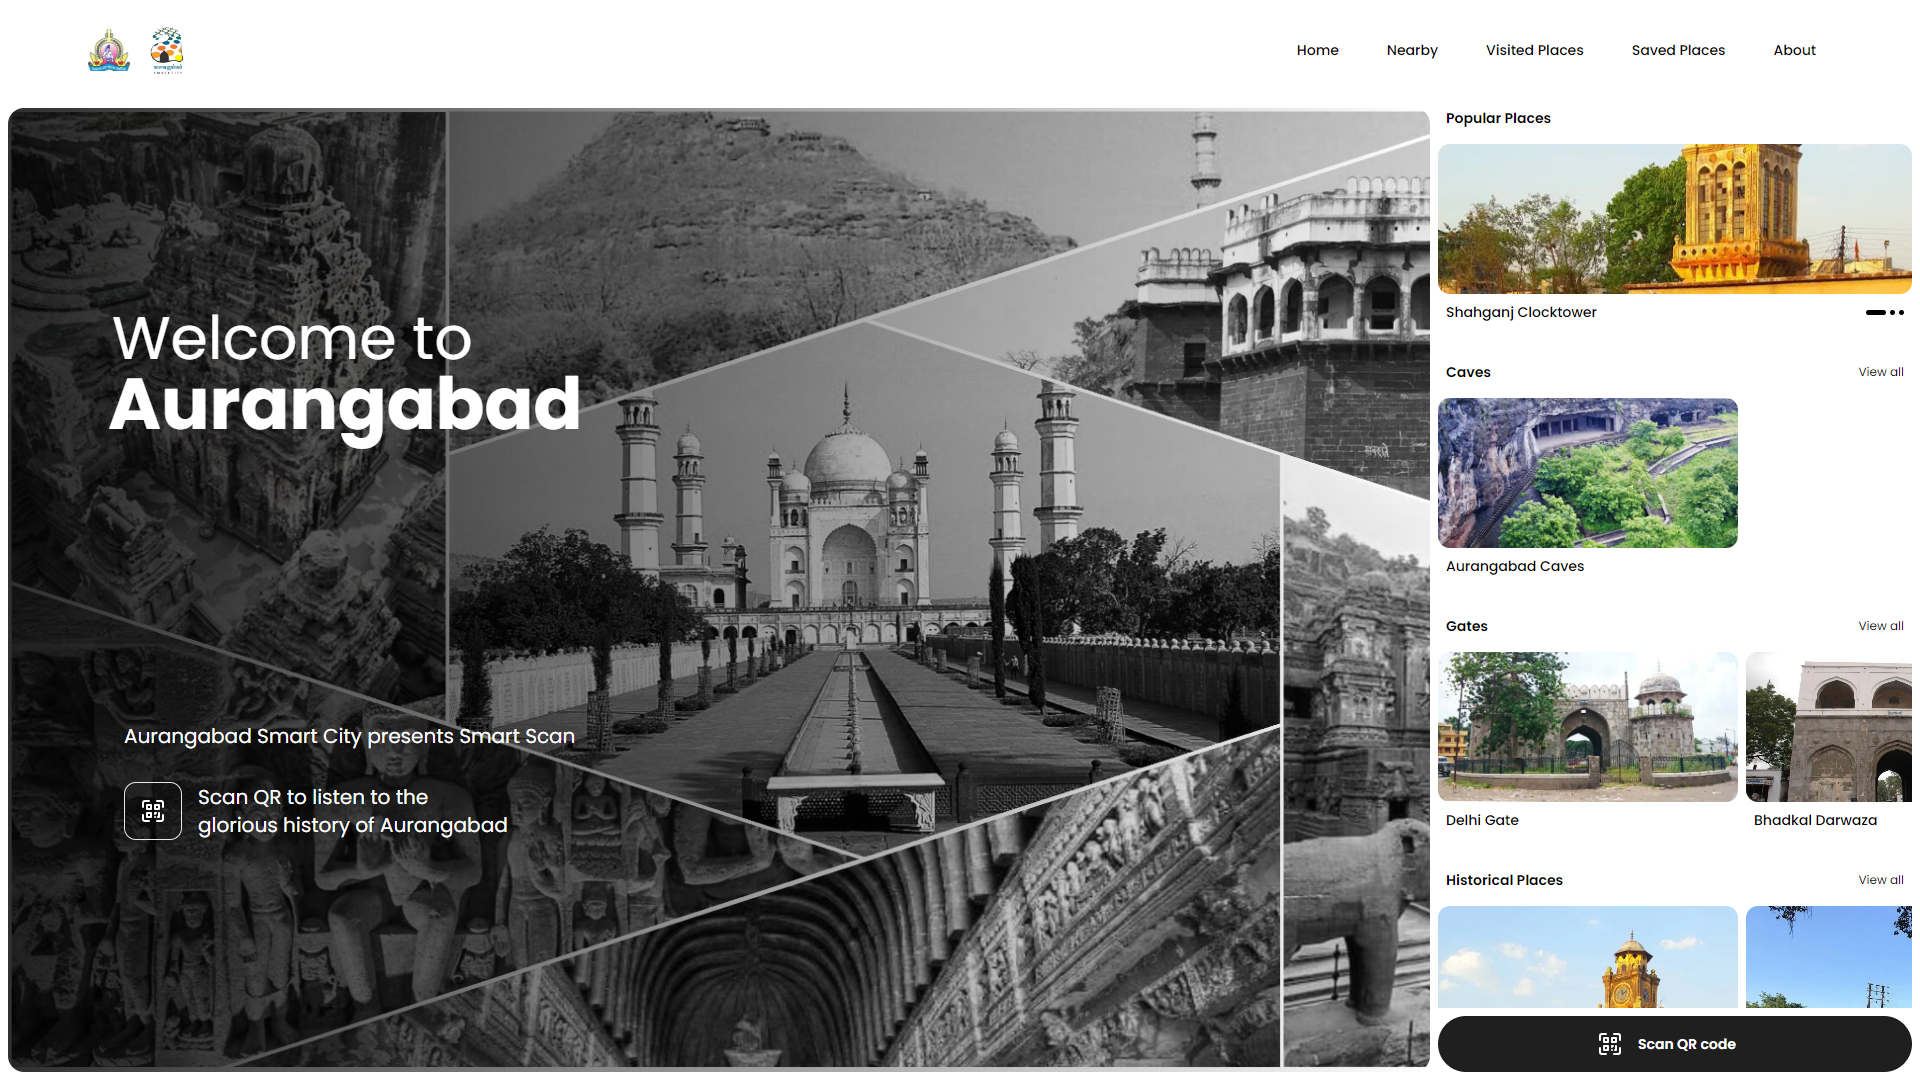 Home
Nearby
Visited Places
Saved Places
About
Welcome to
Aurangabad
Aurangabad Smart City presents Smart Scan
Scan QR to listen to the
glorious history of Aurangabad
Popular Places
Shahganj Clocktower
Caves
View all
Aurangabad Caves
Gates
View all
Delhi Gate
Bhadkal Darwaza
Historical Places
View all
Scan QR code